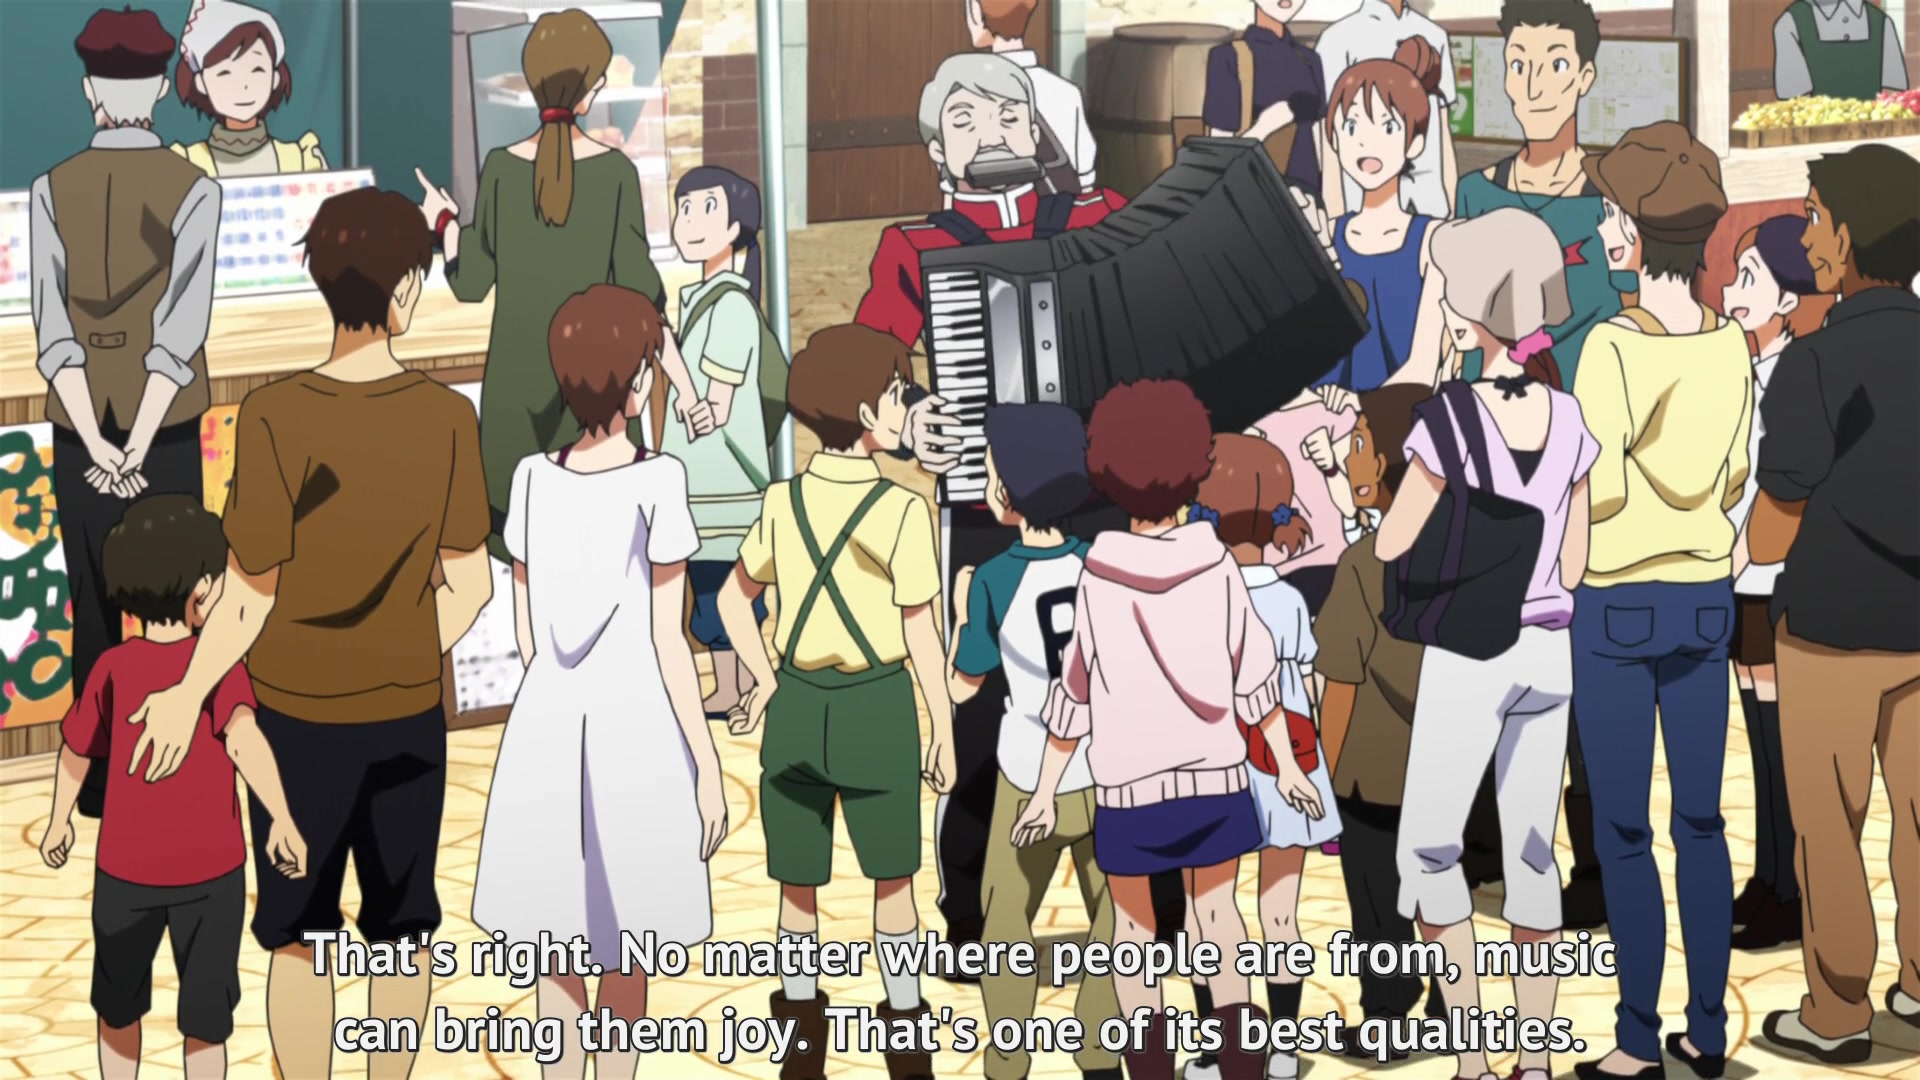 That's right. No matter where people are from, music
can bring them joy. That's one of its best qualities.